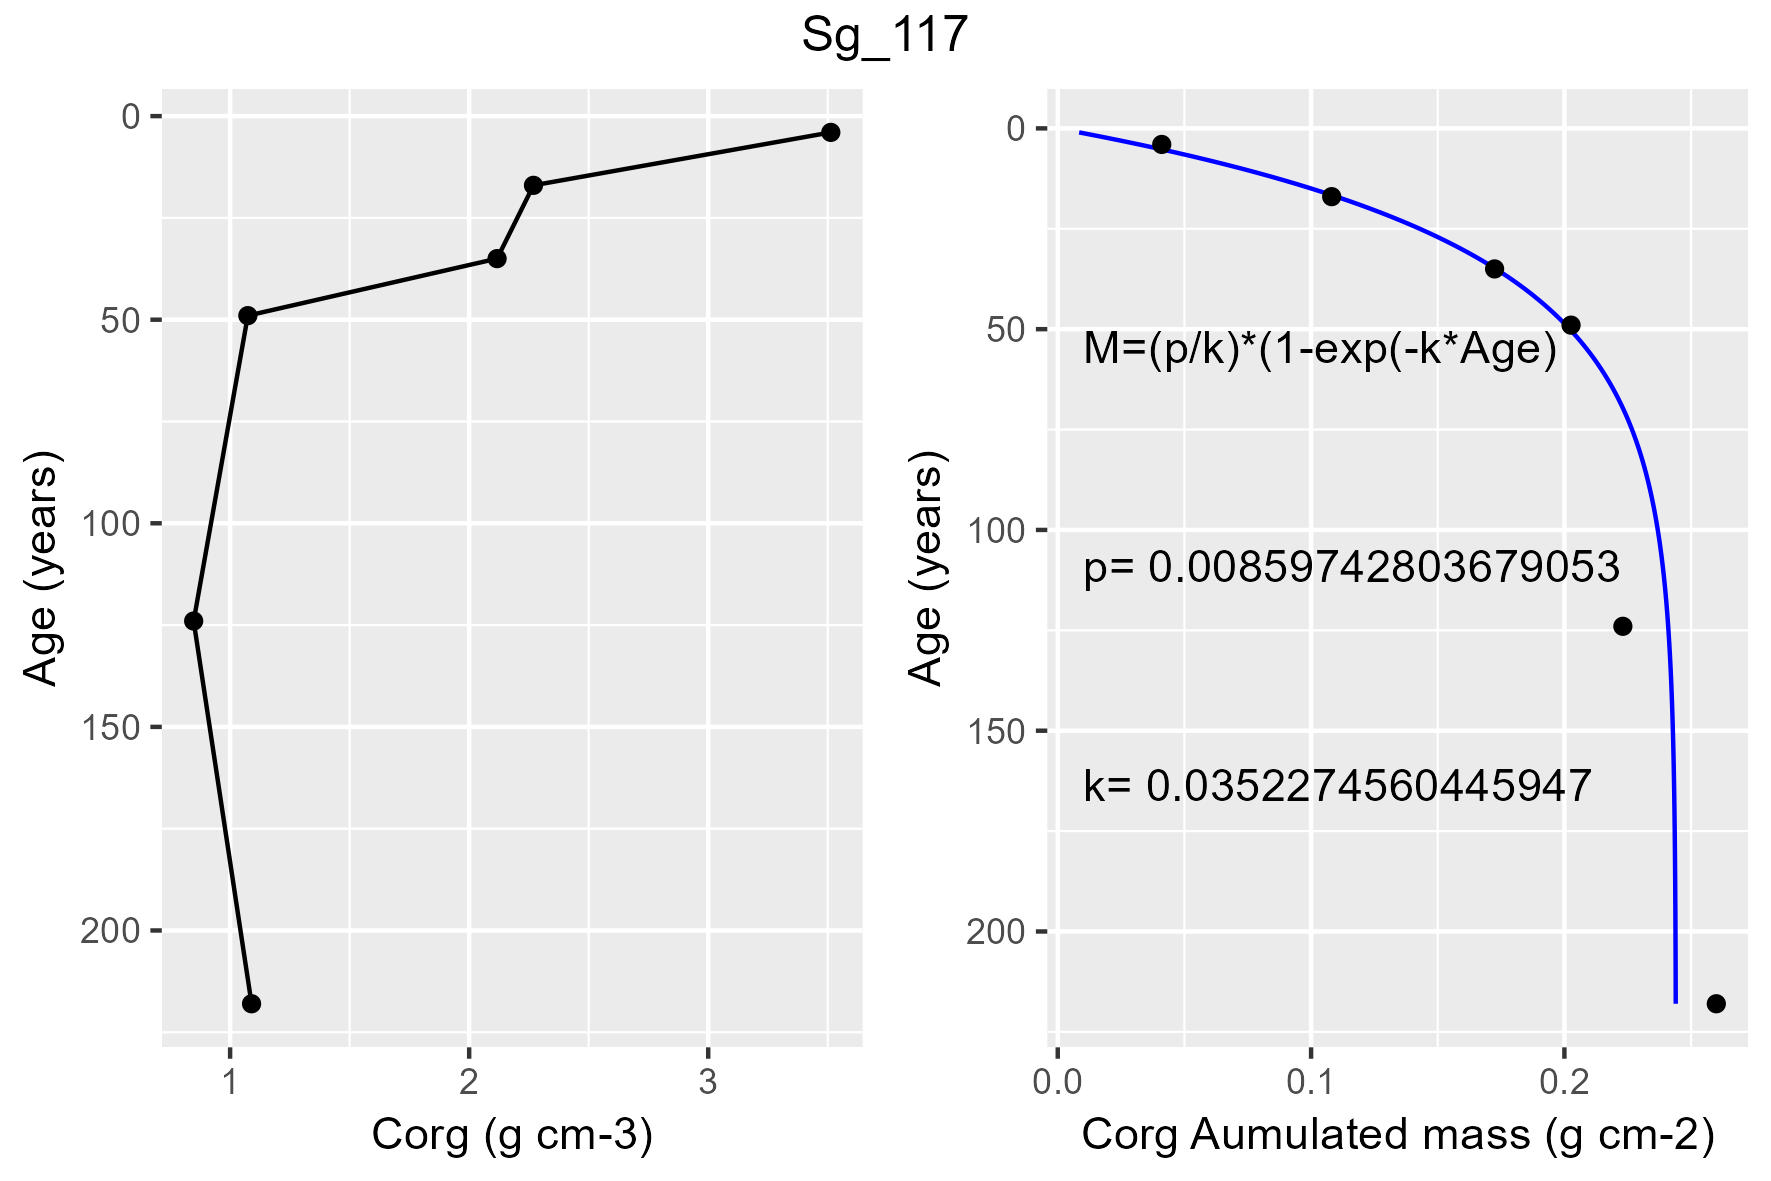 Sg_117
0
50
100
150
200
Age (years)
1
2
3
Corg (g cm-3)
0
50
100
150
200
Age (years)
M=(p/k)*(1-exp(-k*Age)
p= 0.00859742803679053
k= 0.0352274560445947
0.0
0.1
0.2
Corg Aumulated mass (g cm-2)